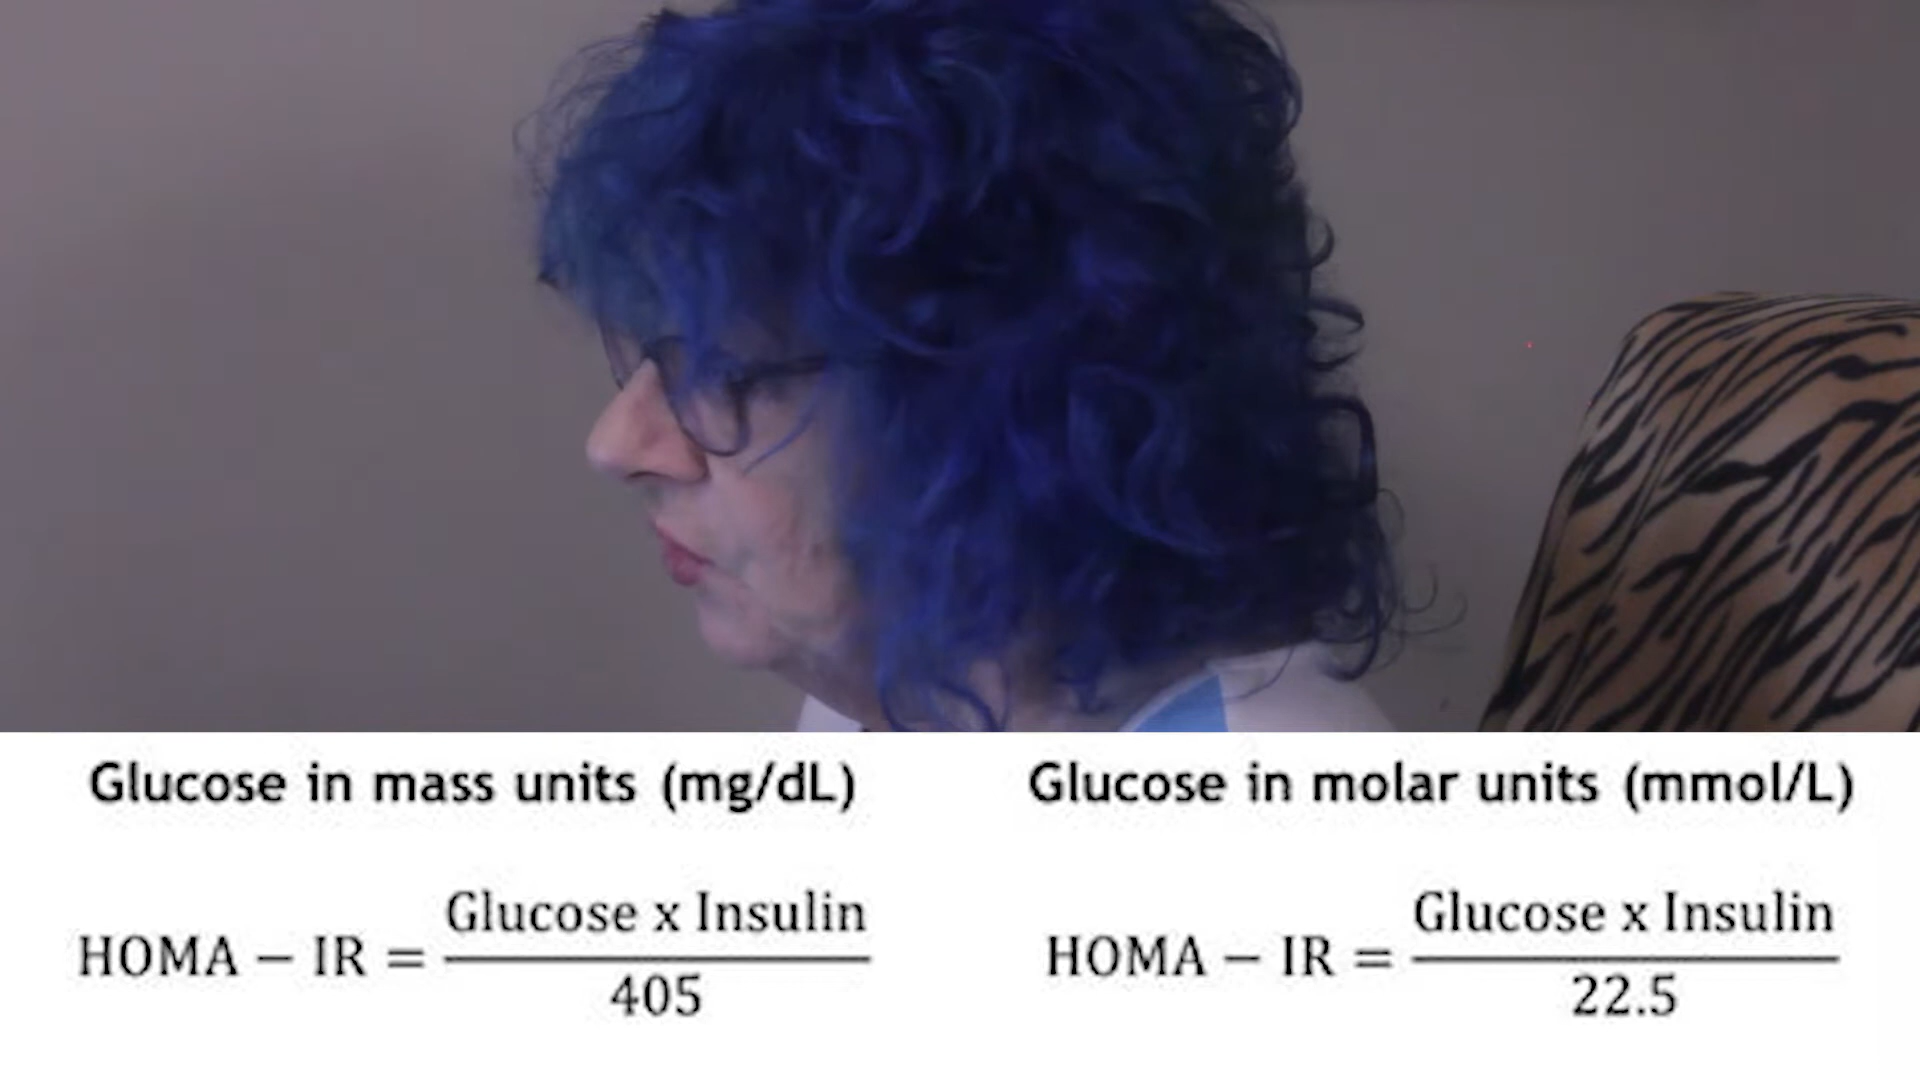 Glucose in mass units (mg/dL)
HOMA − IR = Glucose x Insulin / 405
Glucose in molar units (mmol/L)
HOMA − IR = Glucose x Insulin / 22.5